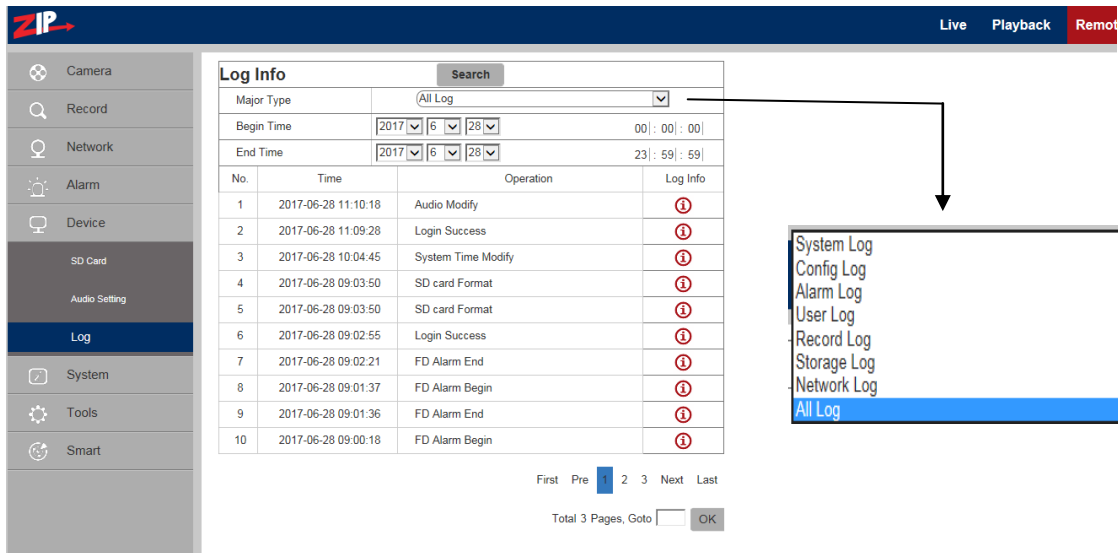 ZIP
Live Playback Remot
Camera
Record
Network
Alarm
Device
SD Card
Audio Setting
Log
System
Tools
Smart
Log Info Search
Major Type All Log
Begin Time 2017 6 28 00 : 00 : 00
End Time 2017 6 28 23 : 59 : 59
No. Time Operation Log Info
1 2017-06-28 11:10:18 Audio Modify
2 2017-06-28 11:09:28 Login Success
3 2017-06-28 10:04:45 System Time Modify
4 2017-06-28 09:03:50 SD card Format
5 2017-06-28 09:03:50 SD card Format
6 2017-06-28 09:02:55 Login Success
7 2017-06-28 09:02:21 FD Alarm End
8 2017-06-28 09:01:37 FD Alarm Begin
9 2017-06-28 09:01:36 FD Alarm End
10 2017-06-28 09:00:18 FD Alarm Begin
First Pre 1 2 3 Next Last
Total 3 Pages, Goto OK
System Log
Config Log
Alarm Log
User Log
Record Log
Storage Log
Network Log
All Log